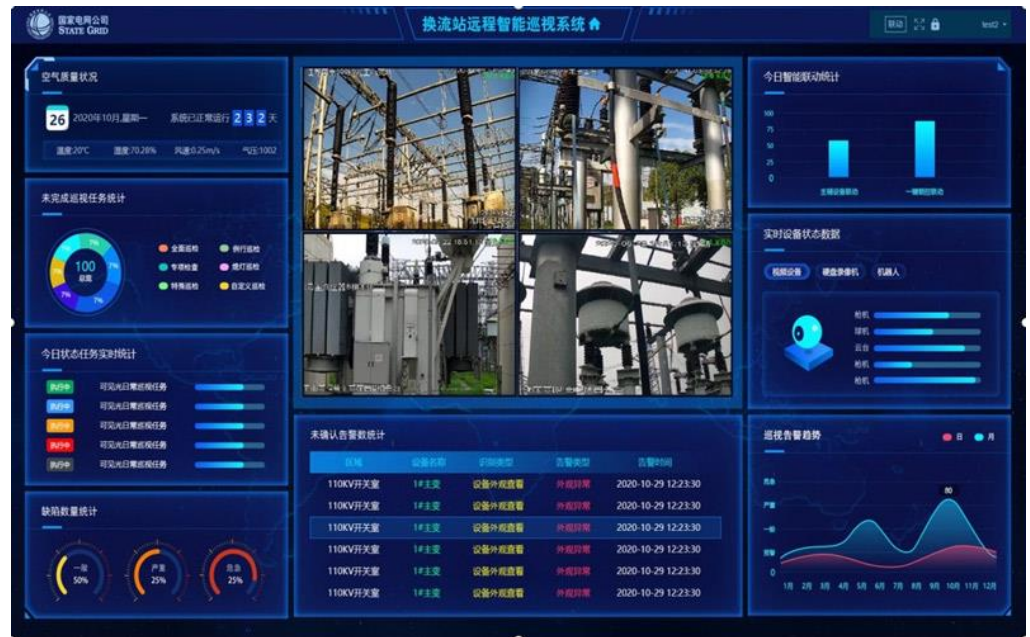 国家电网公司
STATE GRID
换流站远程智能巡视系统
联动
test2
空气质量状况
26 2020年10月,星期一 系统已正常运行 2 3 2 天
温度:20℃ 湿度:70.28% 风速:0.25m/s 气压:1002
未完成巡视任务统计
7%
7%
7%
7%
7%
7%
100
总数
全面巡检 例行巡检
专项检查 熄灯巡检
特殊巡检 自定义巡检
今日状态任务实时统计
执行中 可见光日常巡视任务
执行中 可见光日常巡视任务
执行中 可见光日常巡视任务
执行中 可见光日常巡视任务
执行中 可见光日常巡视任务
缺陷数量统计
一般
50%
严重
25%
危急
25%
未确认告警数统计
区域 设备名称 识别类型 告警类型 告警时间
110KV开关室 1#主变 设备外观查看 外观异常 2020-10-29 12:23:30
110KV开关室 1#主变 设备外观查看 外观异常 2020-10-29 12:23:30
110KV开关室 1#主变 设备外观查看 外观异常 2020-10-29 12:23:30
110KV开关室 1#主变 设备外观查看 外观异常 2020-10-29 12:23:30
110KV开关室 1#主变 设备外观查看 外观异常 2020-10-29 12:23:30
110KV开关室 1#主变 设备外观查看 外观异常 2020-10-29 12:23:30
今日智能联动统计
100
75
50
25
0
主辅设备联动 一键顺控联动
实时设备状态数据
视频设备 硬盘录像机 机器人
枪机
球机
云台
枪机
枪机
巡视告警趋势
日 月
危急
严重
一般
预警
0
80
1月 2月 3月 4月 5月 6月 7月 8月 9月 10月 11月 12月